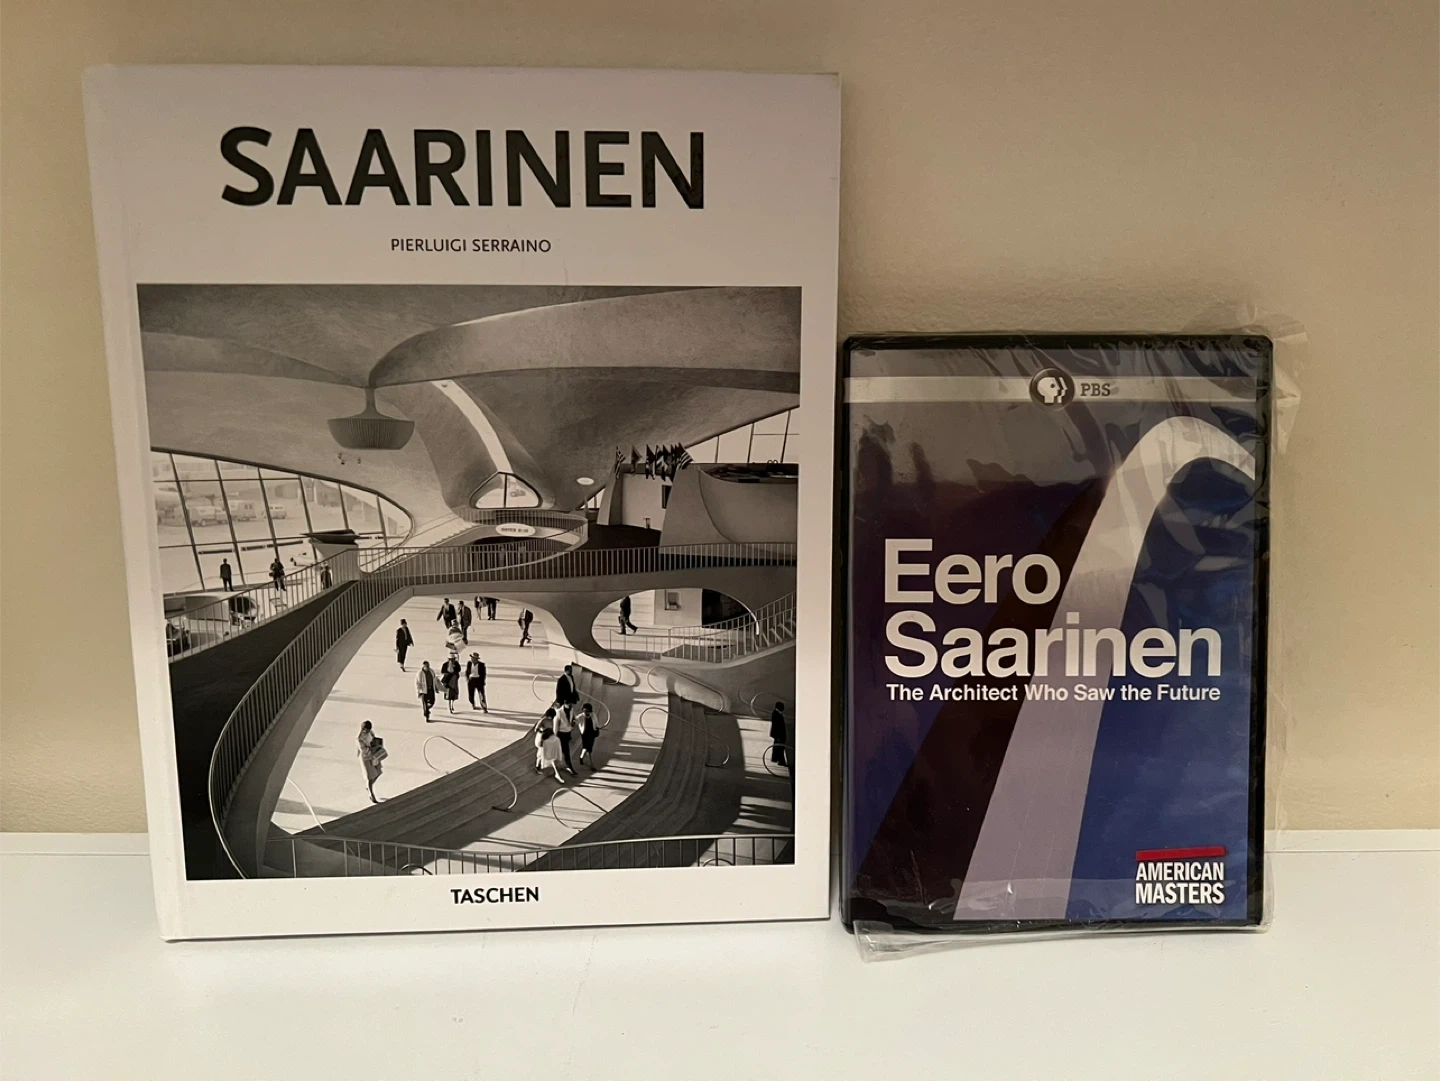 SAARINEN
PIERLUIGI SERRAINO
TASCHEN
PBS
Eero
Saarinen
The Architect Who Saw the Future
AMERICAN
MASTERS